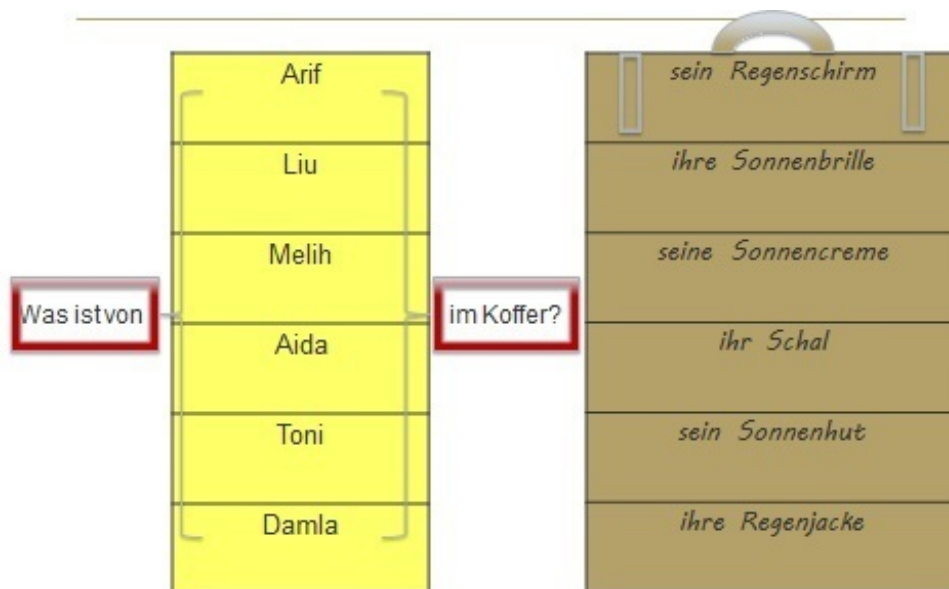 Arif
sein Regenschirm
Liu
ihre Sonnenbrille
Melih
seine Sonnencreme
Was ist von
im Koffer?
Aida
ihr Schal
Toni
sein Sonnenhut
Damla
ihre Regenjacke